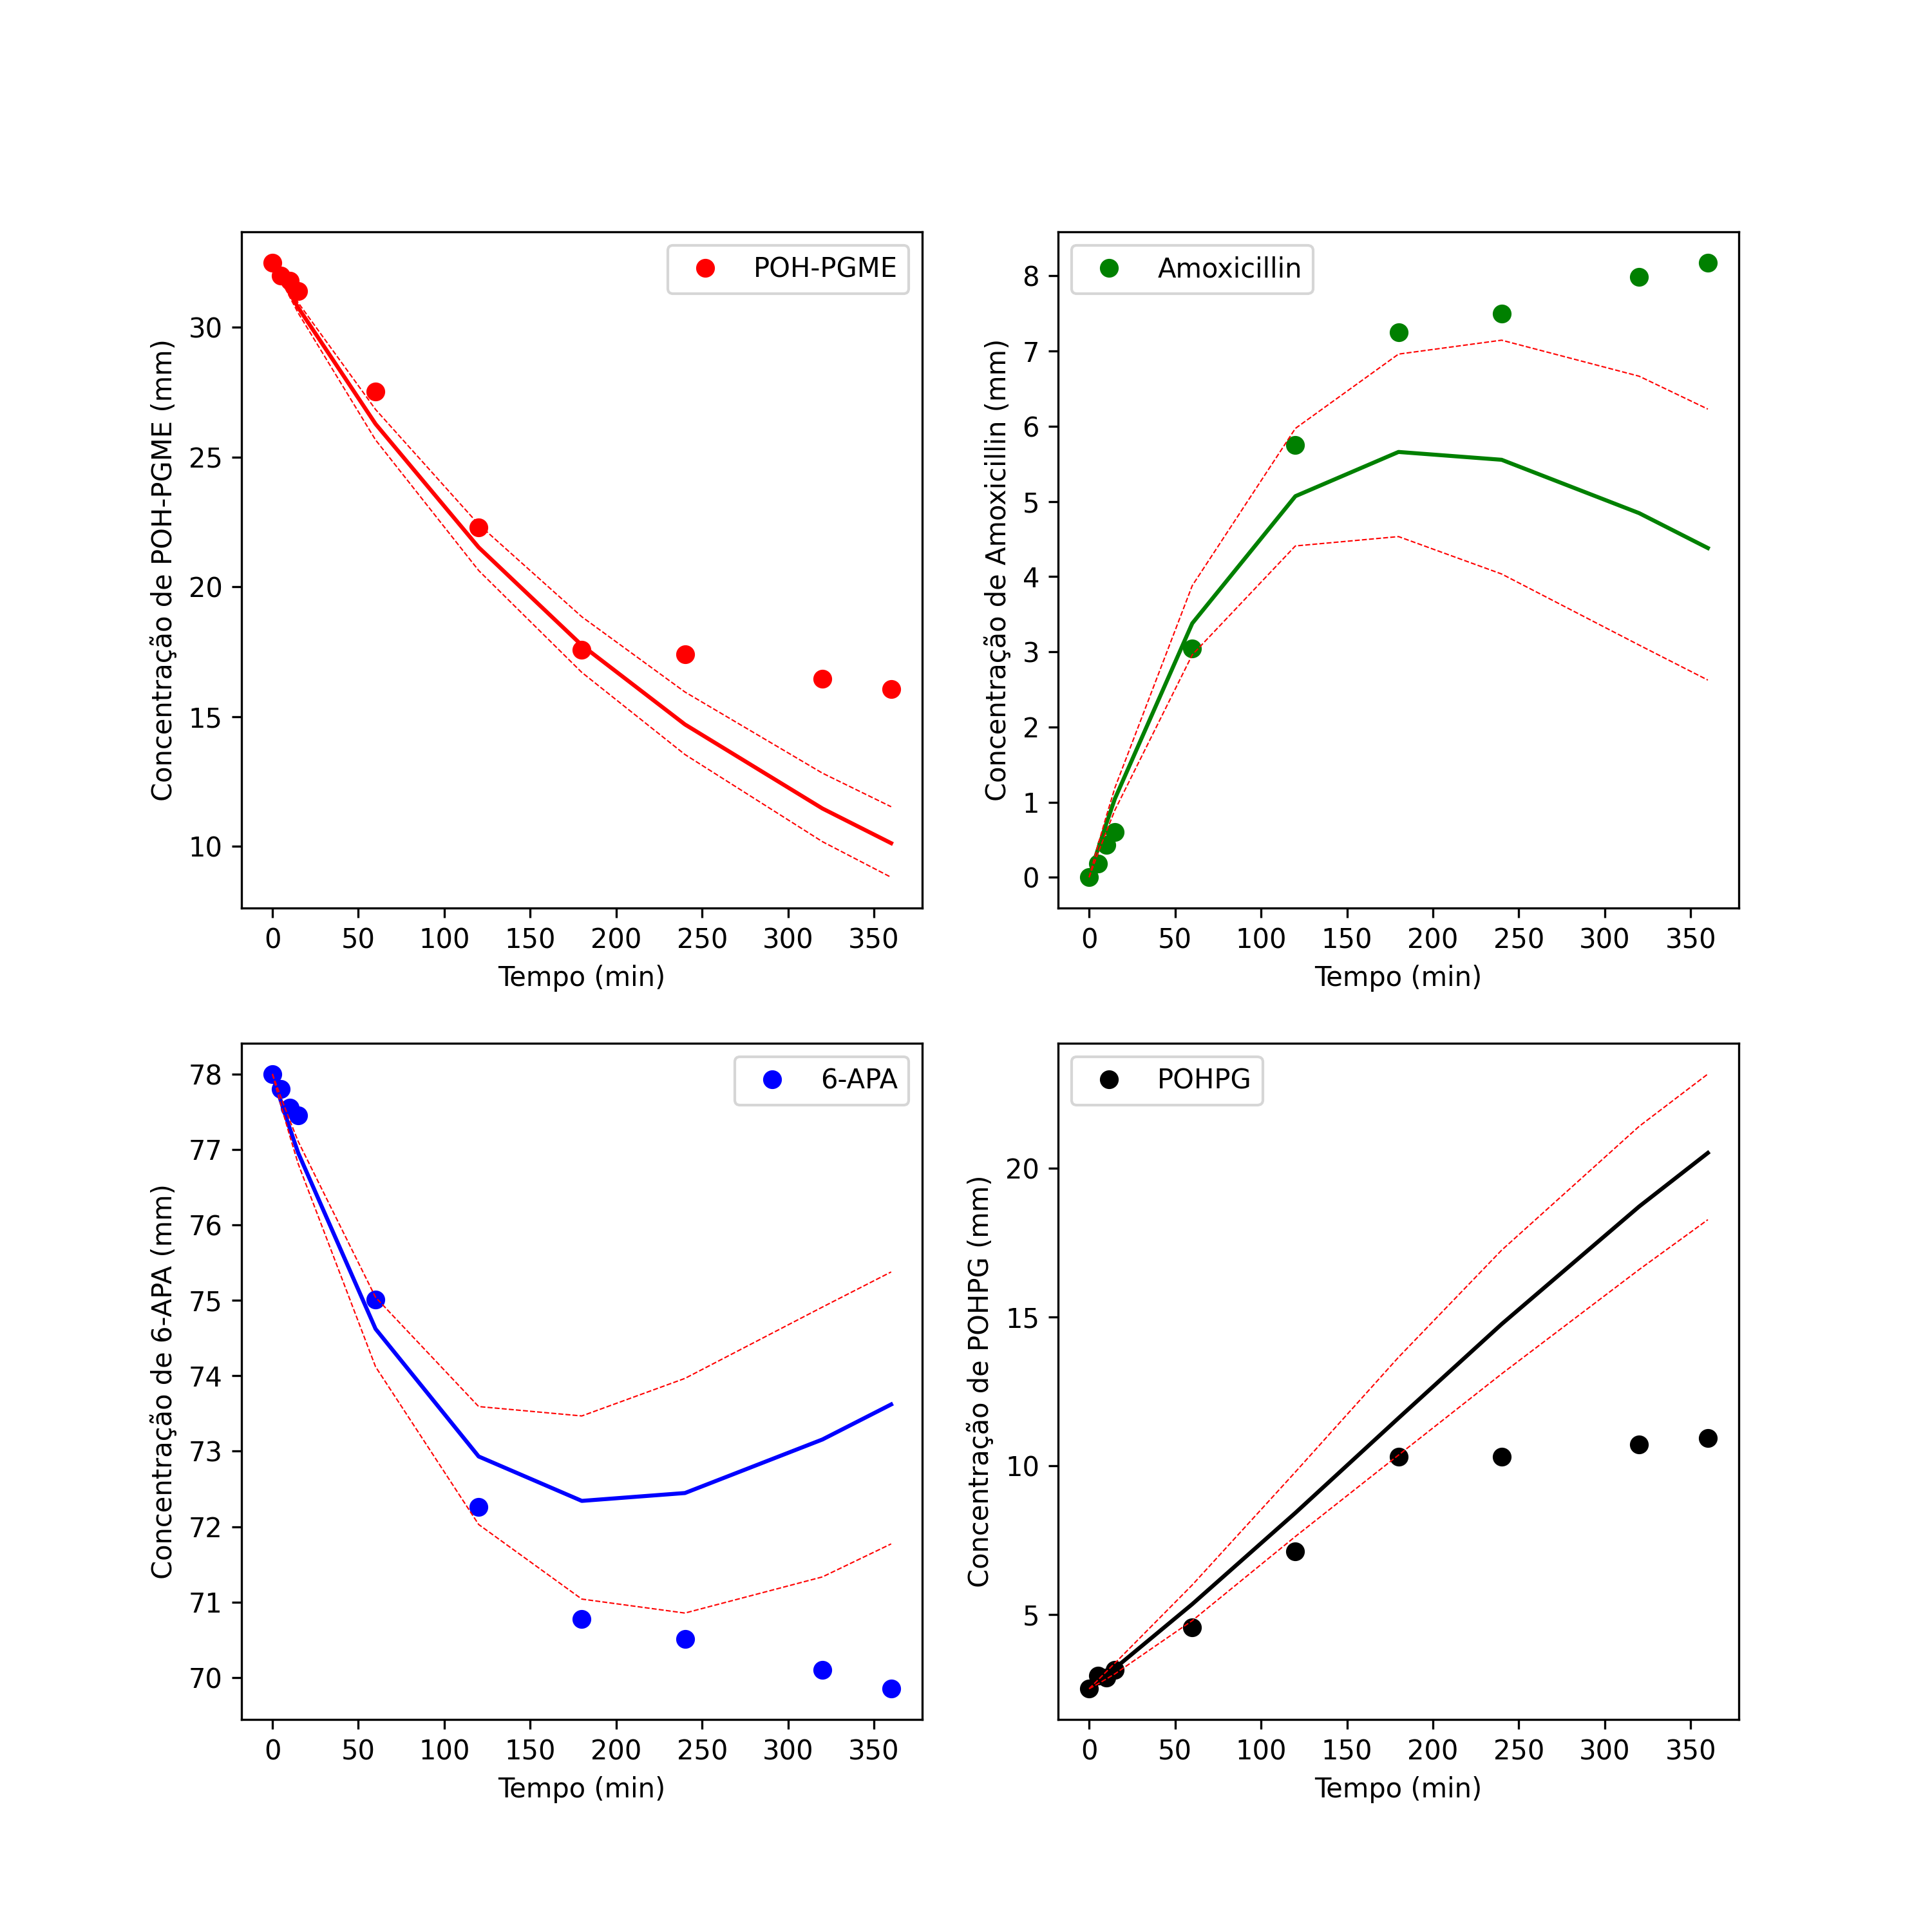 POH-PGME
Concentração de POH-PGME (mm)
30
25
20
15
10
0 50 100 150 200 250 300 350
Tempo (min)
Amoxicillin
Concentração de Amoxicillin (mm)
8
7
6
5
4
3
2
1
0
0 50 100 150 200 250 300 350
Tempo (min)
6-APA
Concentração de 6-APA (mm)
78
77
76
75
74
73
72
71
70
0 50 100 150 200 250 300 350
Tempo (min)
POHPG
Concentração de POHPG (mm)
20
15
10
5
0 50 100 150 200 250 300 350
Tempo (min)